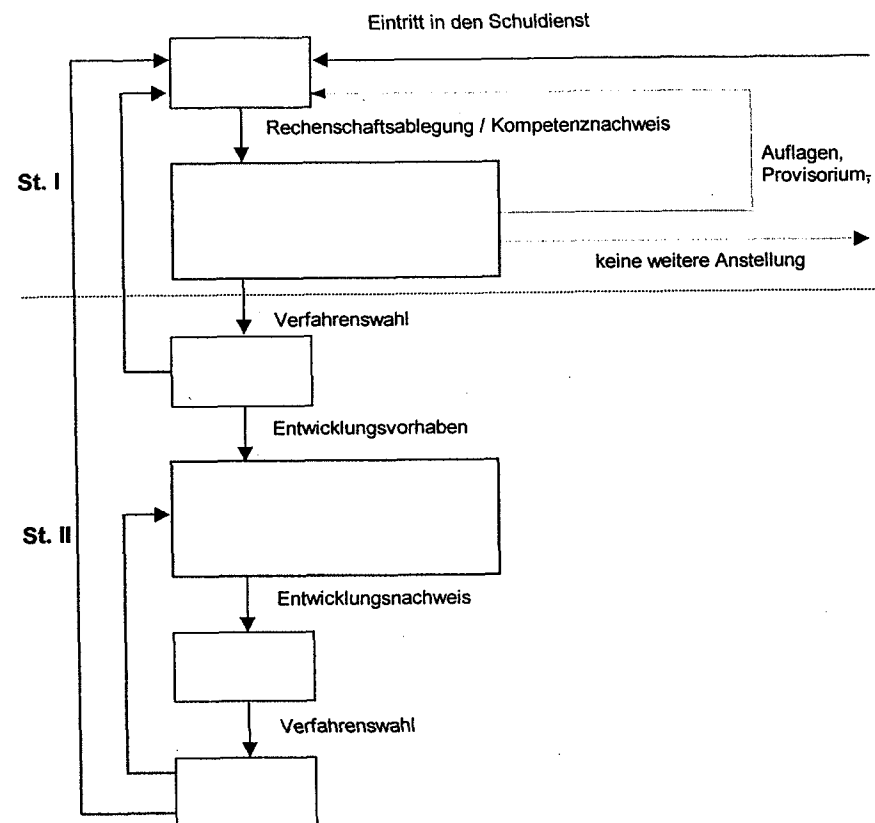 Eintritt in den Schuldienst
Rechenschaftsablegung / Kompetenznachweis
Auflagen,
Provisorium,
St. I
keine weitere Anstellung
Verfahrenswahl
Entwicklungsvorhaben
St. II
Entwicklungsnachweis
Verfahrenswahl